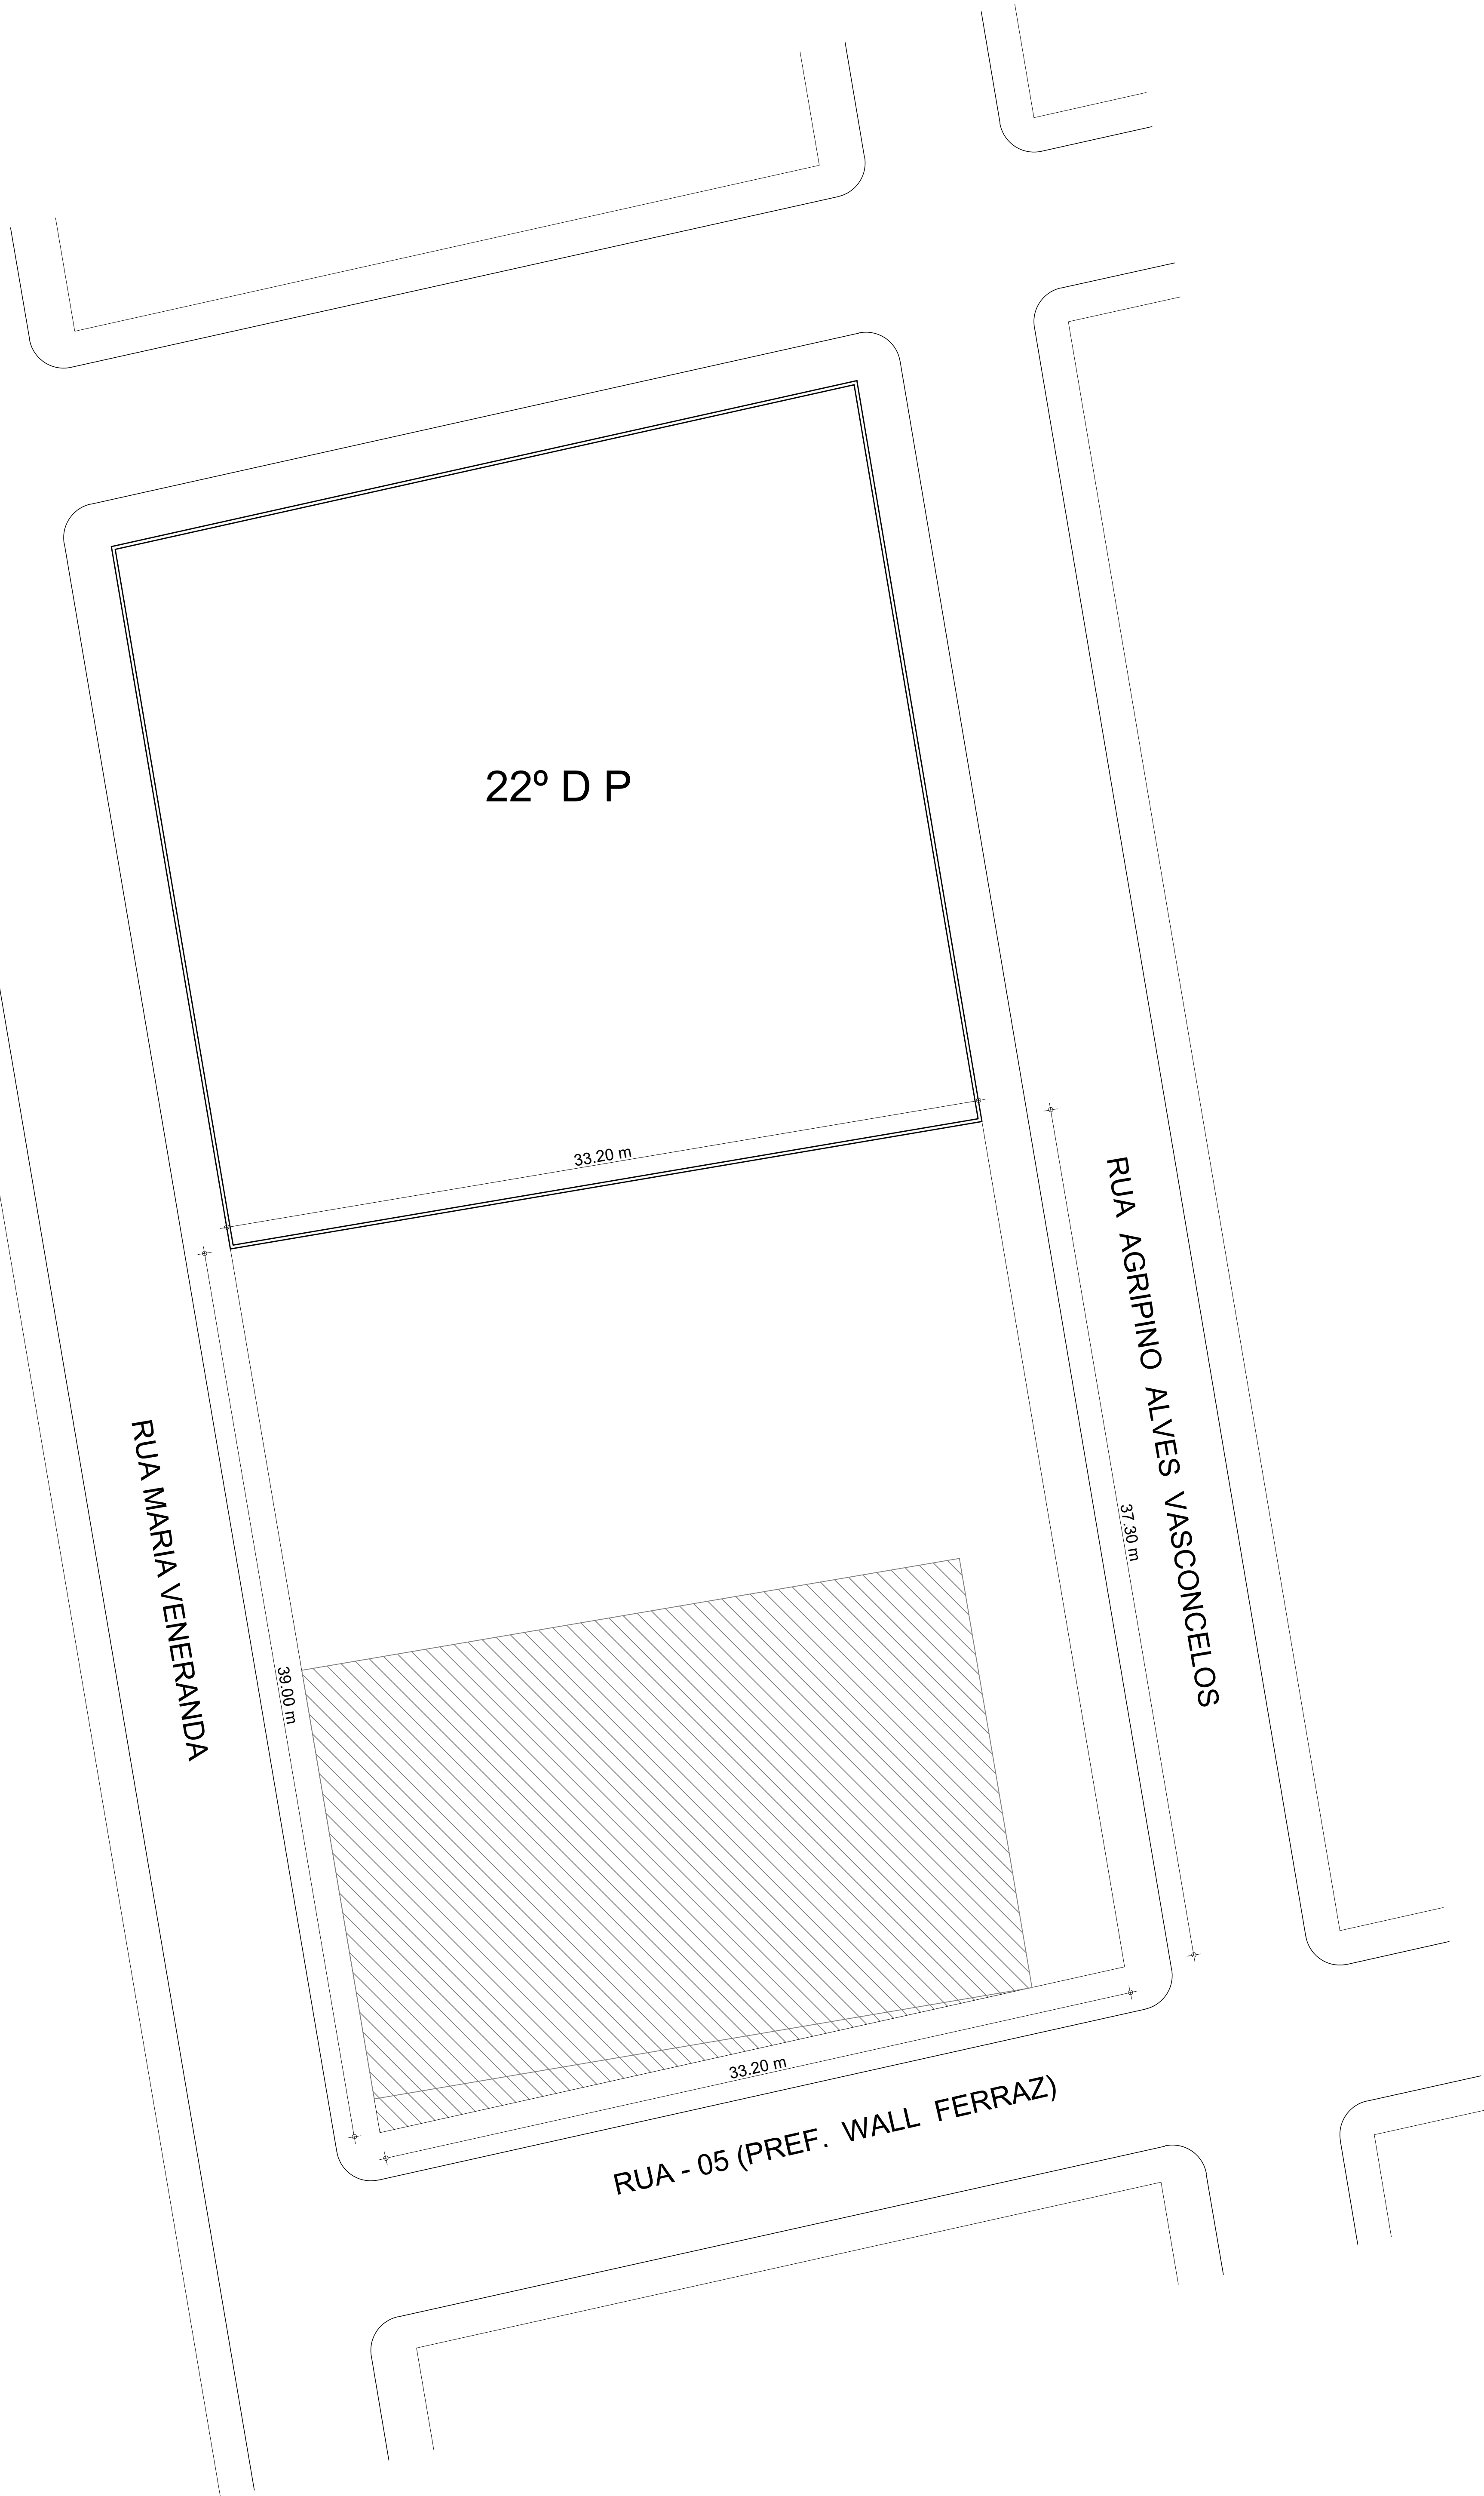 22º D P
33.20 m
RUA AGRIPINO ALVES VASCONCELOS
37.30 m
RUA MARIA VENERANDA
39.00 m
33.20 m
RUA - 05 (PREF. WALL FERRAZ)